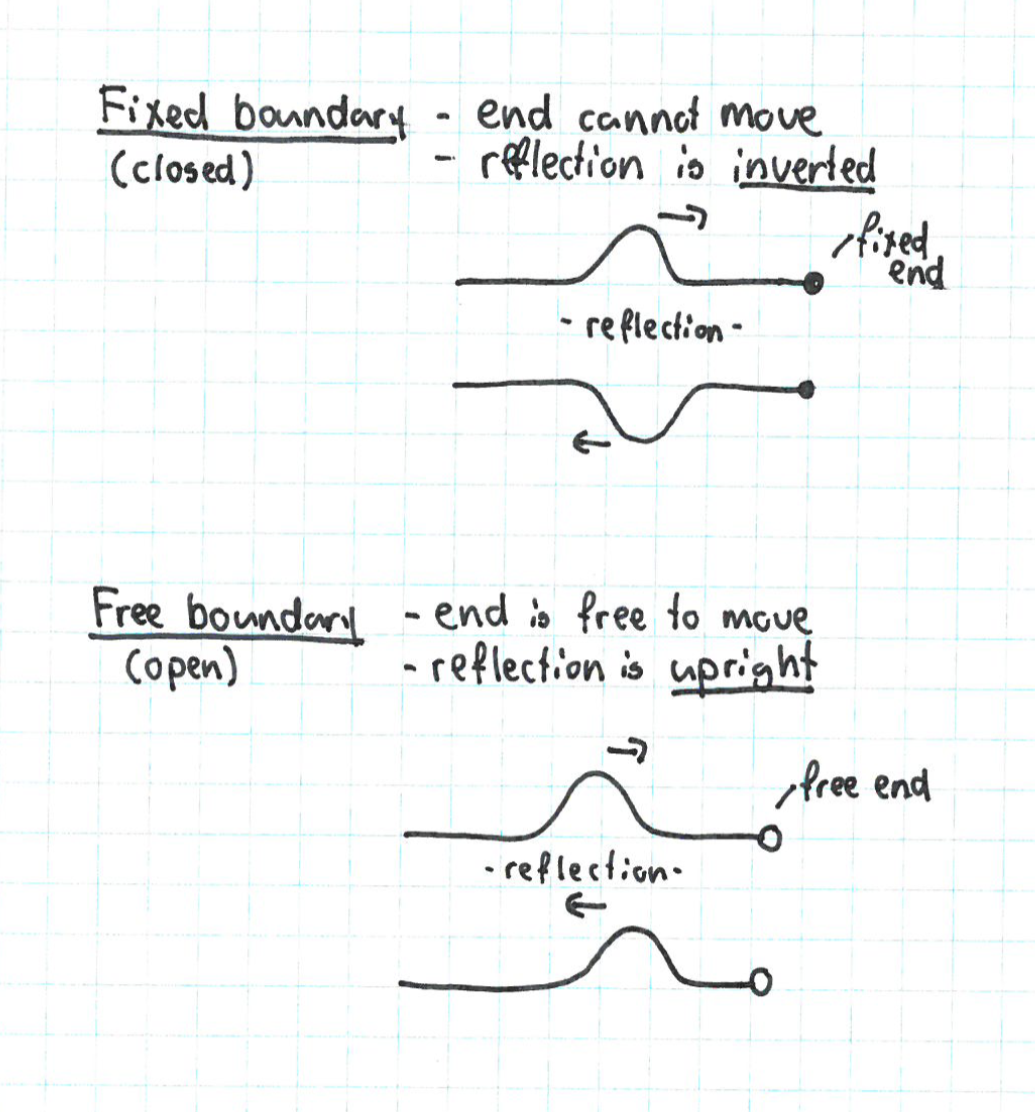 Fixed boundary - end cannot move
(closed) - reflection is inverted
fixed
end
- reflection -
Free boundary - end is free to move
(open) - reflection is upright
free end
- reflection -